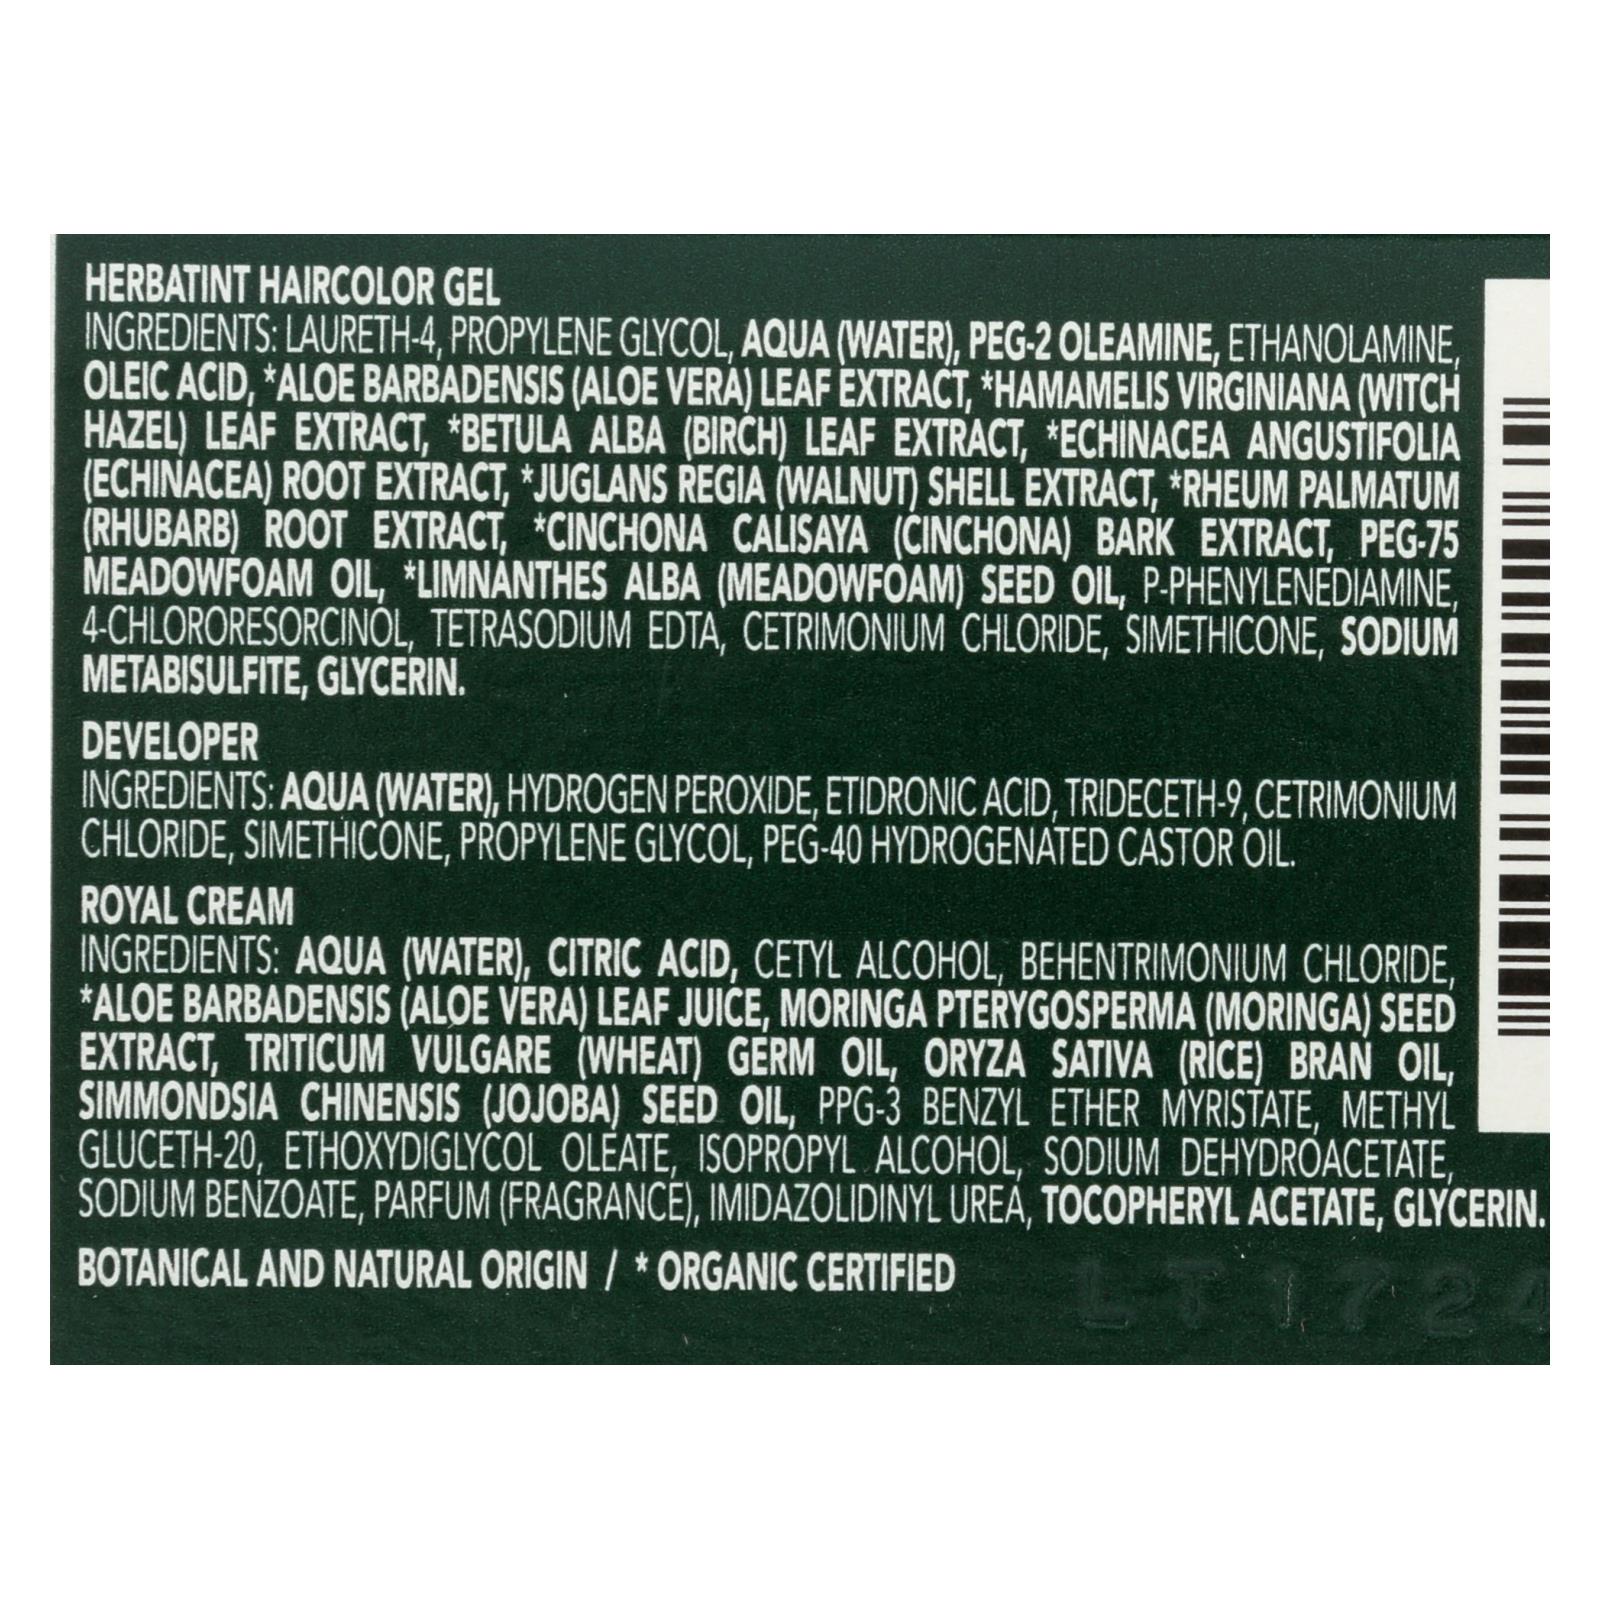 HERBATINT HAIRCOLOR GEL
INGREDIENTS: LAURETH-4, PROPYLENE GLYCOL, AQUA (WATER), PEG-2 OLEAMINE, ETHANOLAMINE,
OLEIC ACID, *ALOE BARBADENSIS (ALOE VERA) LEAF EXTRACT, *HAMAMELIS VIRGINIANA (WITCH
HAZEL) LEAF EXTRACT, *BETULA ALBA (BIRCH) LEAF EXTRACT, *ECHINACEA ANGUSTIFOLIA
(ECHINACEA) ROOT EXTRACT, *JUGLANS REGIA (WALNUT) SHELL EXTRACT, *RHEUM PALMATUM
(RHUBARB) ROOT EXTRACT, *CINCHONA CALISAYA (CINCHONA) BARK EXTRACT, PEG-75
MEADOWFOAM OIL, *LIMNANTHES ALBA (MEADOWFOAM) SEED OIL, P-PHENYLENEDIAMINE,
4-CHLORORESORCINOL, TETRASODIUM EDTA, CETRIMONIUM CHLORIDE, SIMETHICONE, SODIUM
METABISULFITE, GLYCERIN.
DEVELOPER
INGREDIENTS: AQUA (WATER), HYDROGEN PEROXIDE, ETIDRONIC ACID, TRIDECETH-9, CETRIMONIUM
CHLORIDE, SIMETHICONE, PROPYLENE GLYCOL, PEG-40 HYDROGENATED CASTOR OIL.
ROYAL CREAM
INGREDIENTS: AQUA (WATER), CITRIC ACID, CETYL ALCOHOL, BEHENTRIMONIUM CHLORIDE,
*ALOE BARBADENSIS (ALOE VERA) LEAF JUICE, MORINGA PTERYGOSPERMA (MORINGA) SEED
EXTRACT, TRITICUM VULGARE (WHEAT) GERM OIL, ORYZA SATIVA (RICE) BRAN OIL,
SIMMONDSIA CHINENSIS (JOJOBA) SEED OIL, PPG-3 BENZYL ETHER MYRISTATE, METHYL
GLUCETH-20, ETHOXYDIGLYCOL OLEATE, ISOPROPYL ALCOHOL, SODIUM DEHYDROACETATE,
SODIUM BENZOATE, PARFUM (FRAGRANCE), IMIDAZOLIDINYL UREA, TOCOPHERYL ACETATE, GLYCERIN.
BOTANICAL AND NATURAL ORIGIN / * ORGANIC CERTIFIED
LT1724